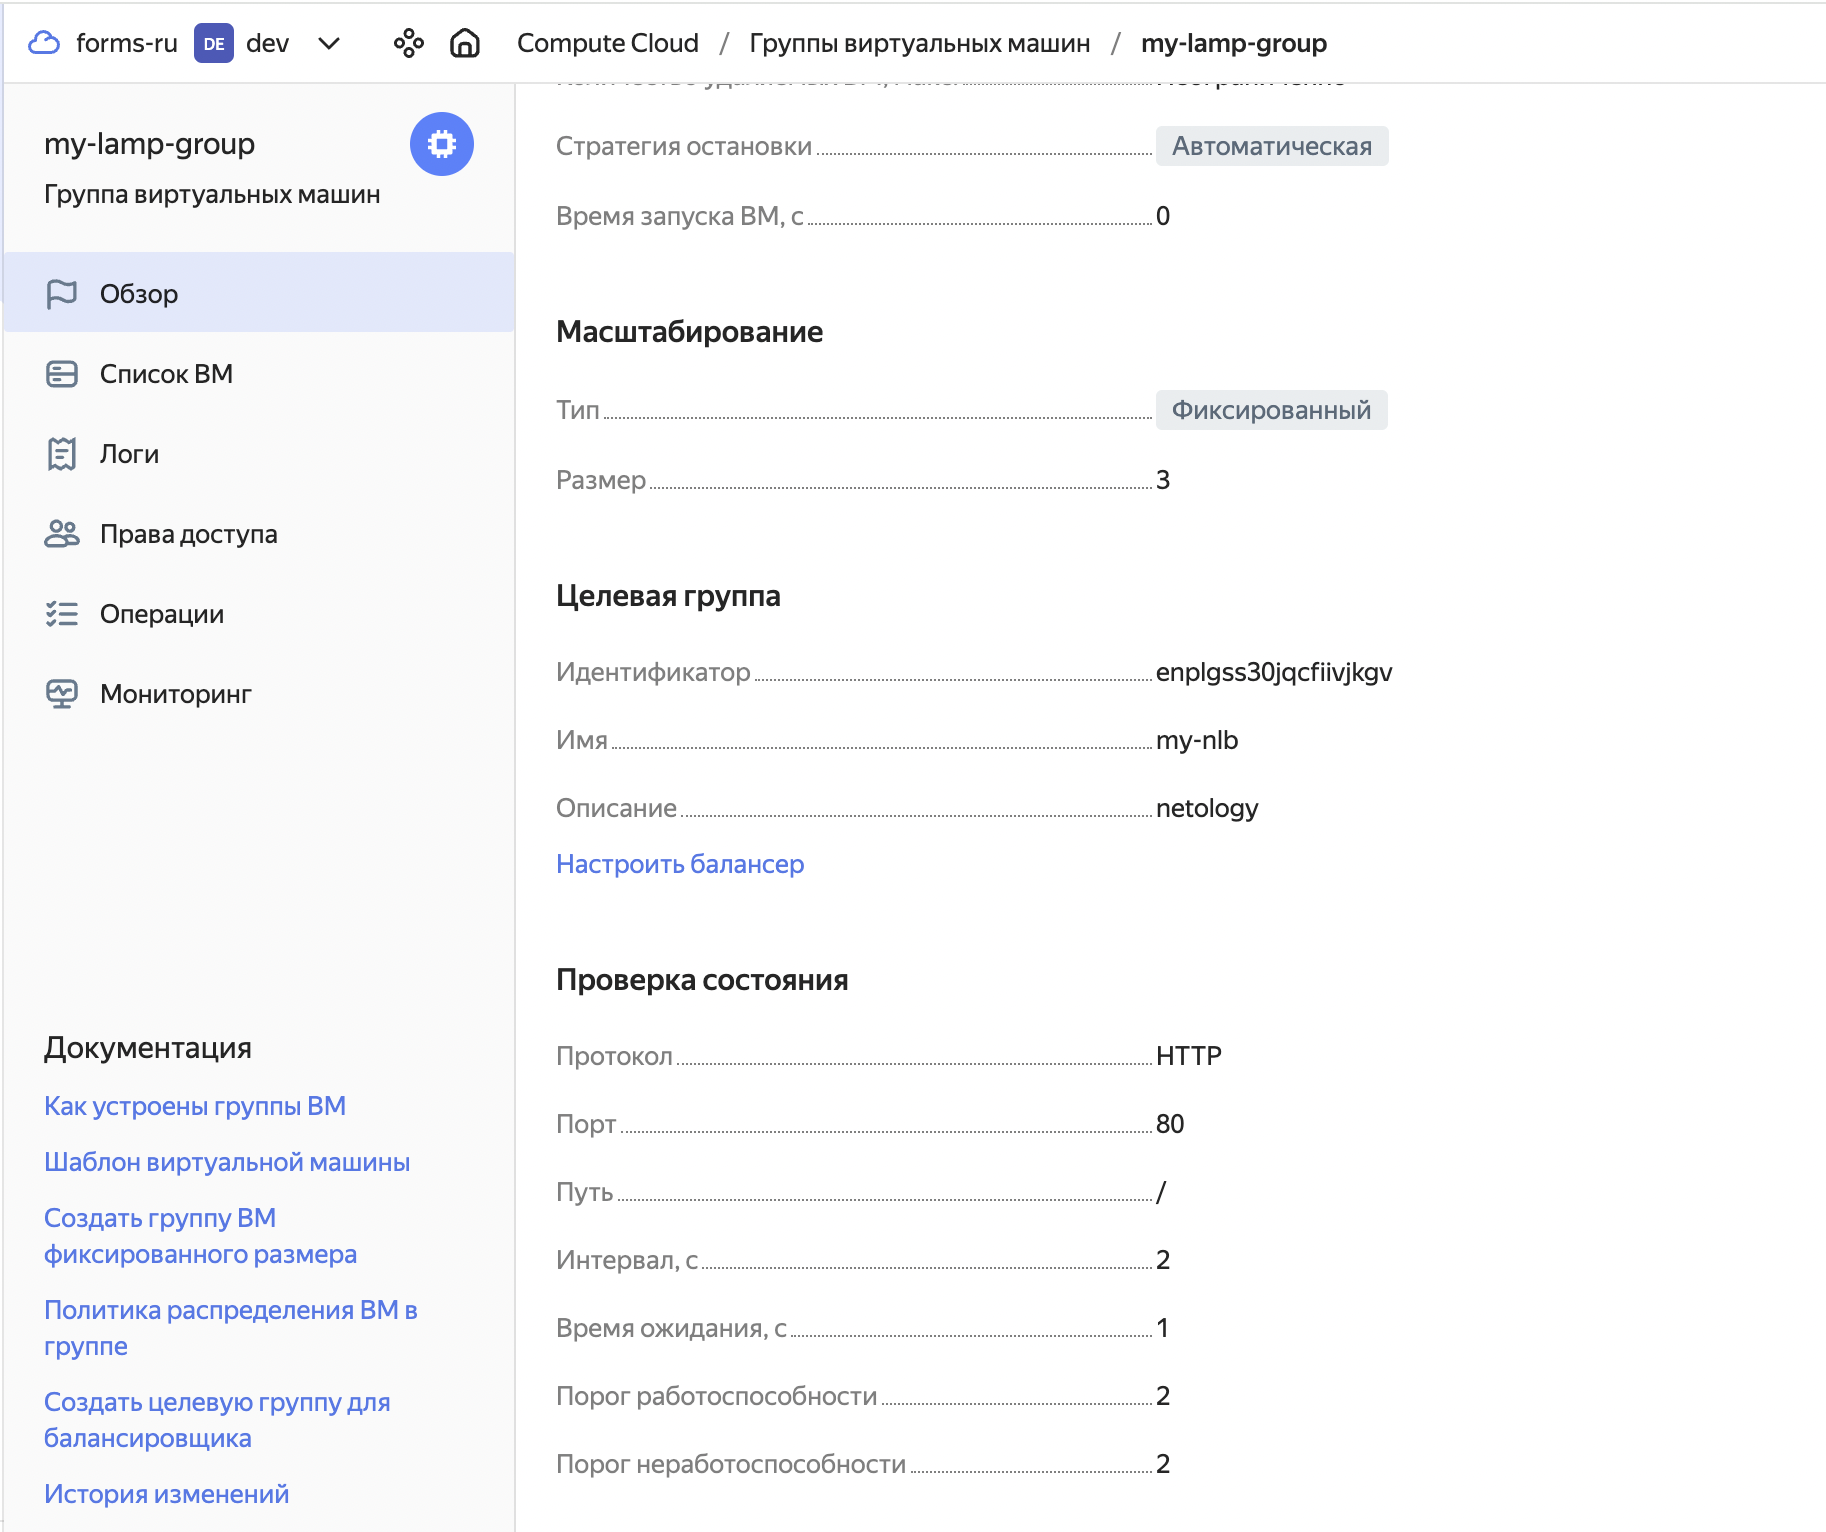 forms-ru DE dev Compute Cloud / Группы виртуальных машин / my-lamp-group
my-lamp-group
Группа виртуальных машин
Обзор
Список ВМ
Логи
Права доступа
Операции
Мониторинг
Документация
Как устроены группы ВМ
Шаблон виртуальной машины
Создать группу ВМ
фиксированного размера
Политика распределения ВМ в
группе
Создать целевую группу для
балансировщика
История изменений
Стратегия остановки Автоматическая
Время запуска ВМ, с 0
Масштабирование
Тип Фиксированный
Размер 3
Целевая группа
Идентификатор enplgss30jqcfiivjkgv
Имя my-nlb
Описание netology
Настроить балансер
Проверка состояния
Протокол HTTP
Порт 80
Путь /
Интервал, с 2
Время ожидания, с 1
Порог работоспособности 2
Порог неработоспособности 2